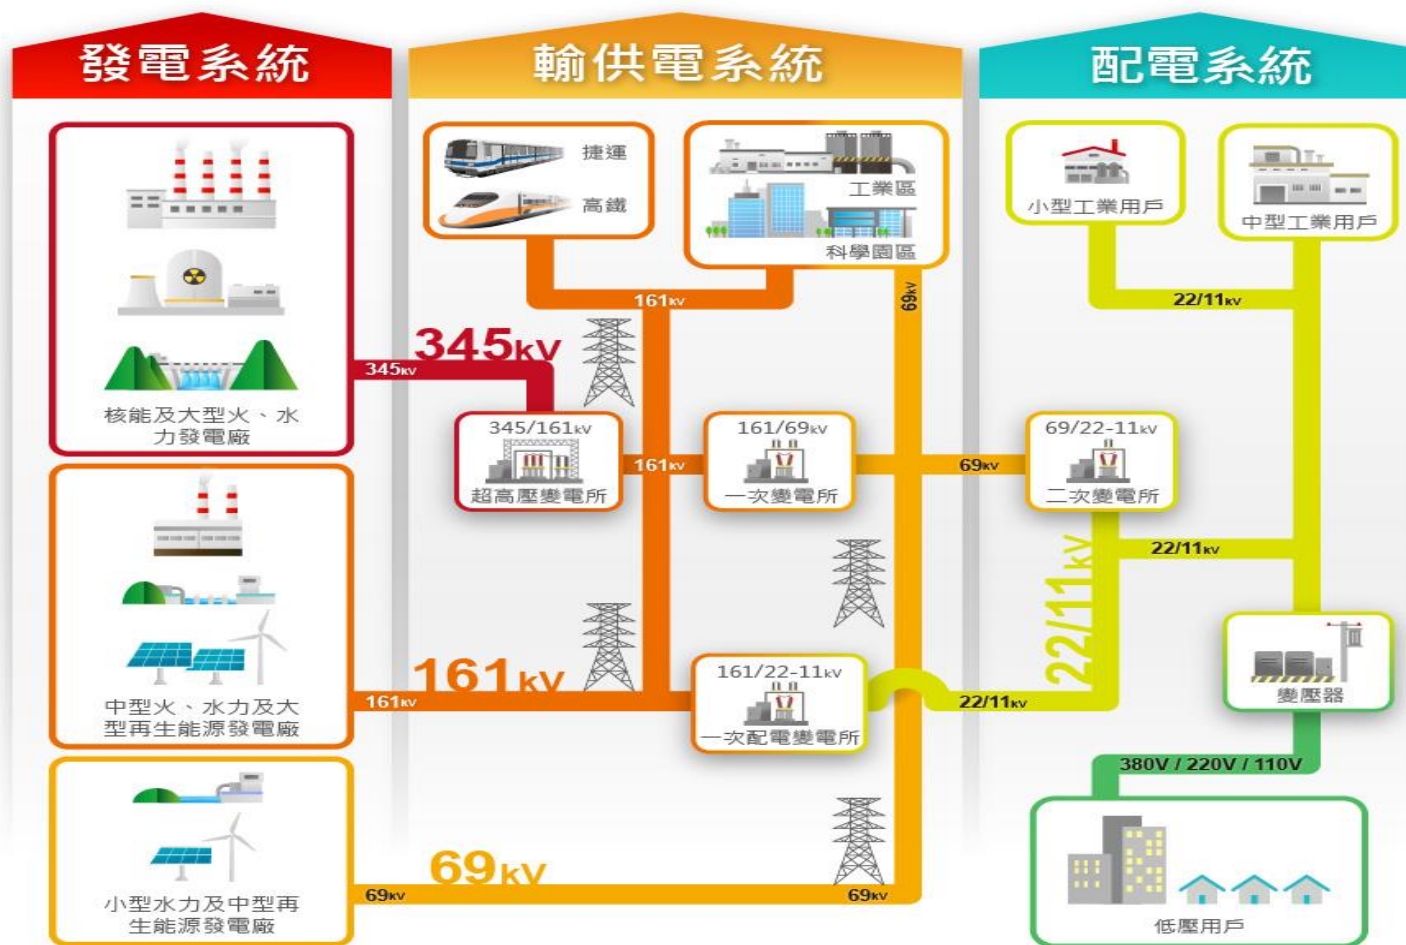 發電系統
輸供電系統
配電系統
核能及大型火、水
力發電廠
中型火、水力及大
型再生能源發電廠
小型水力及中型再
生能源發電廠
345kV
345kV
161kV
161kV
69kV
69kV
捷運
高鐵
工業區
科學園區
161kV
69kV
345/161kV
超高壓變電所
161kV
161/69kV
一次變電所
69kV
161/22-11kV
一次配電變電所
69kV
小型工業用戶
中型工業用戶
22/11kV
69/22-11kV
二次變電所
22/11kV
22/11kV
22/11kV
變壓器
380V / 220V / 110V
低壓用戶